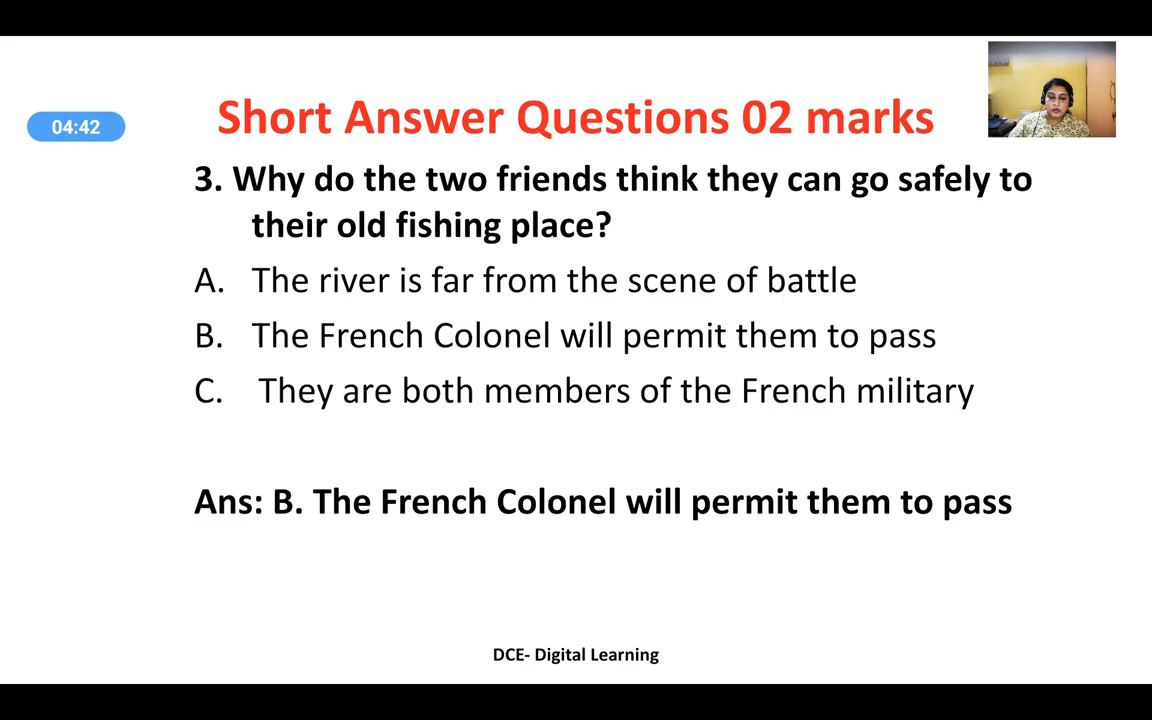 04:42
Short Answer Questions 02 marks
3. Why do the two friends think they can go safely to
their old fishing place?
A. The river is far from the scene of battle
B. The French Colonel will permit them to pass
C. They are both members of the French military
Ans: B. The French Colonel will permit them to pass
DCE- Digital Learning